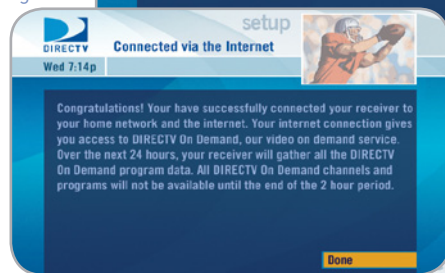 setup
DIRECTV
Connected via the Internet
Wed 7:14p
Congratulations! Your have successfully connected your receiver to
your home network and the internet. Your internet connection gives
you access to DIRECTV On Demand, our video on demand service.
Over the next 24 hours, your receiver will gather all the DIRECTV
On Demand program data. All DIRECTV On Demand channels and
programs will not be available until the end of the 2 hour period.
Done